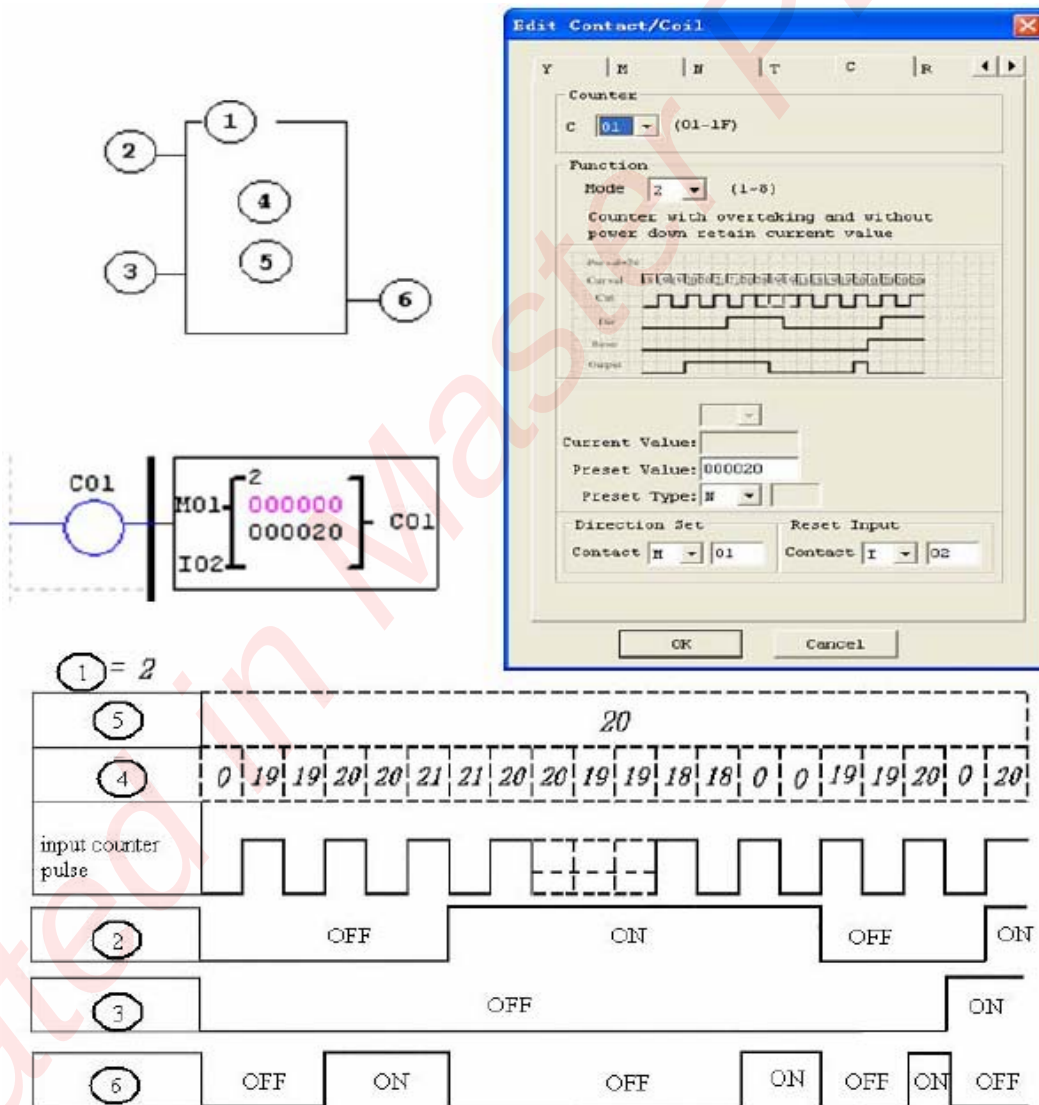 Edit Contact/Coil
Y M N T C R
Counter
C 01 (01-1F)
Function
Mode 2 (1-8)
Counter with overtaking and without
power down retain current value
Output
Current Value:
Preset Value: 000020
Preset Type: N
Direction Set
Contact M 01
Reset Input
Contact I 02
OK Cancel
1
2
3
4
5
6
C01
2
M01 000000
000020 C01
I02
1 = 2
5 20
4 0 19 19 20 20 21 21 20 20 19 19 18 18 0 0 19 19 20 0 20
input counter
pulse
2 OFF ON OFF ON
3 OFF ON
6 OFF ON OFF ON OFF ON OFF
ated in Master P